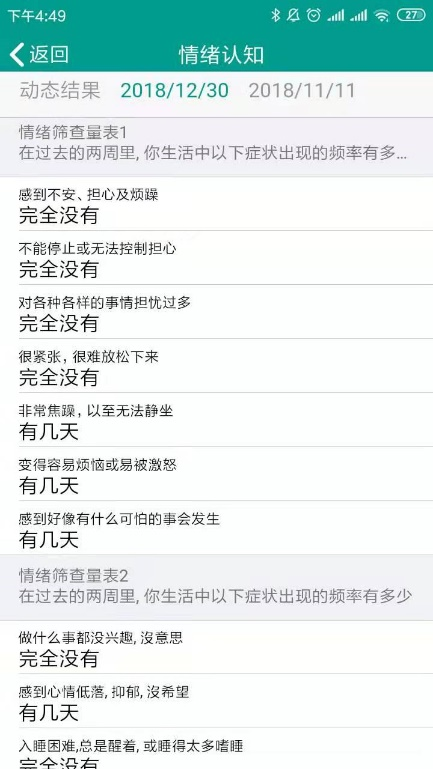 下午4:49
27
返回
情绪认知
动态结果 2018/12/30 2018/11/11
情绪筛查量表1
在过去的两周里, 你生活中以下症状出现的频率有多...
感到不安、担心及烦躁
完全没有
不能停止或无法控制担心
完全没有
对各种各样的事情担忧过多
完全没有
很紧张，很难放松下来
完全没有
非常焦躁，以至无法静坐
有几天
变得容易烦恼或易被激怒
有几天
感到好像有什么可怕的事会发生
有几天
情绪筛查量表2
在过去的两周里, 你生活中以下症状出现的频率有多少
做什么事都没兴趣, 沒意思
完全没有
感到心情低落, 抑郁, 沒希望
有几天
入睡困难,总是醒着, 或睡得太多嗜睡
完全没有